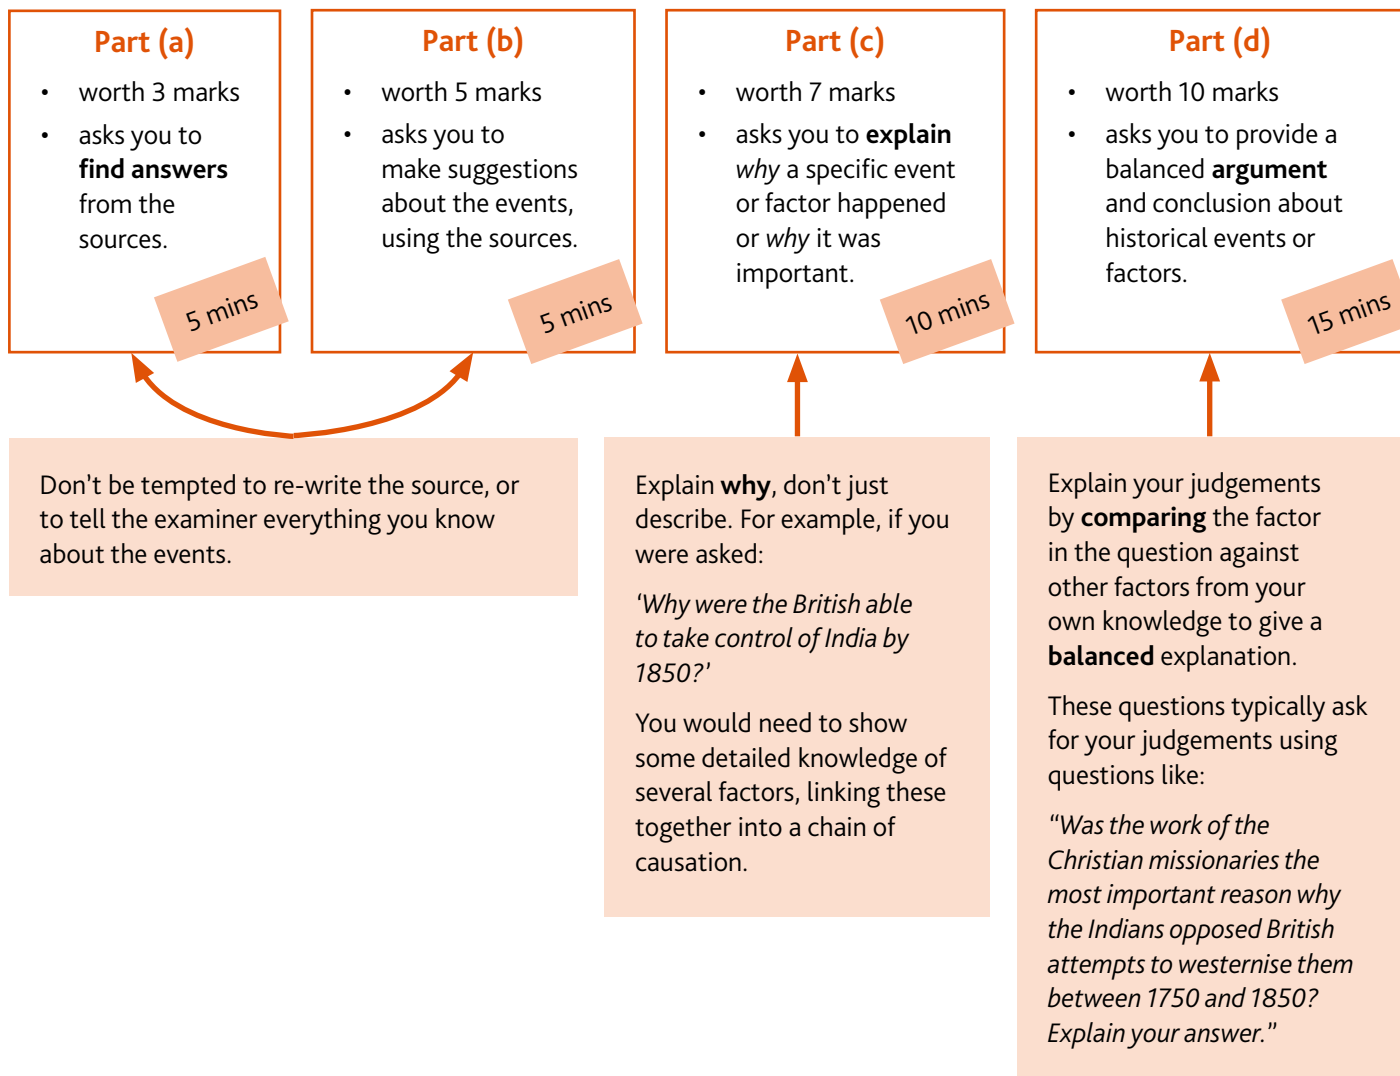 Part (a)
• worth 3 marks
• asks you to
find answers
from the
sources.
5 mins
Part (b)
• worth 5 marks
• asks you to
make suggestions
about the events,
using the sources.
5 mins
Part (c)
• worth 7 marks
• asks you to explain
why a specific event
or factor happened
or why it was
important.
10 mins
Part (d)
• worth 10 marks
• asks you to provide a
balanced argument
and conclusion about
historical events or
factors.
15 mins
Don’t be tempted to re-write the source, or
to tell the examiner everything you know
about the events.
Explain why, don’t just
describe. For example, if you
were asked:
‘Why were the British able
to take control of India by
1850?’
You would need to show
some detailed knowledge of
several factors, linking these
together into a chain of
causation.
Explain your judgements
by comparing the factor
in the question against
other factors from your
own knowledge to give a
balanced explanation.
These questions typically ask
for your judgements using
questions like:
“Was the work of the
Christian missionaries the
most important reason why
the Indians opposed British
attempts to westernise them
between 1750 and 1850?
Explain your answer.”